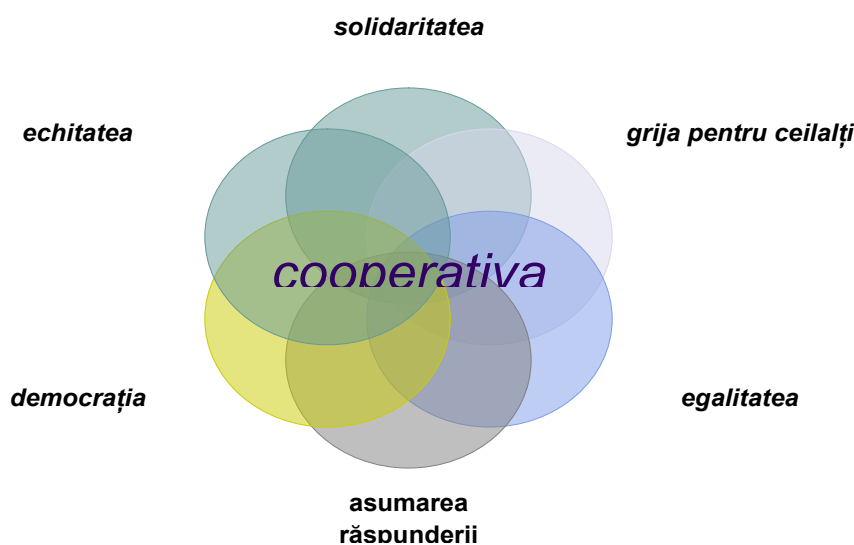 solidaritatea
echitatea
grija pentru ceilalți
cooperativa
democrația
egalitatea
asumarea
răspunderii